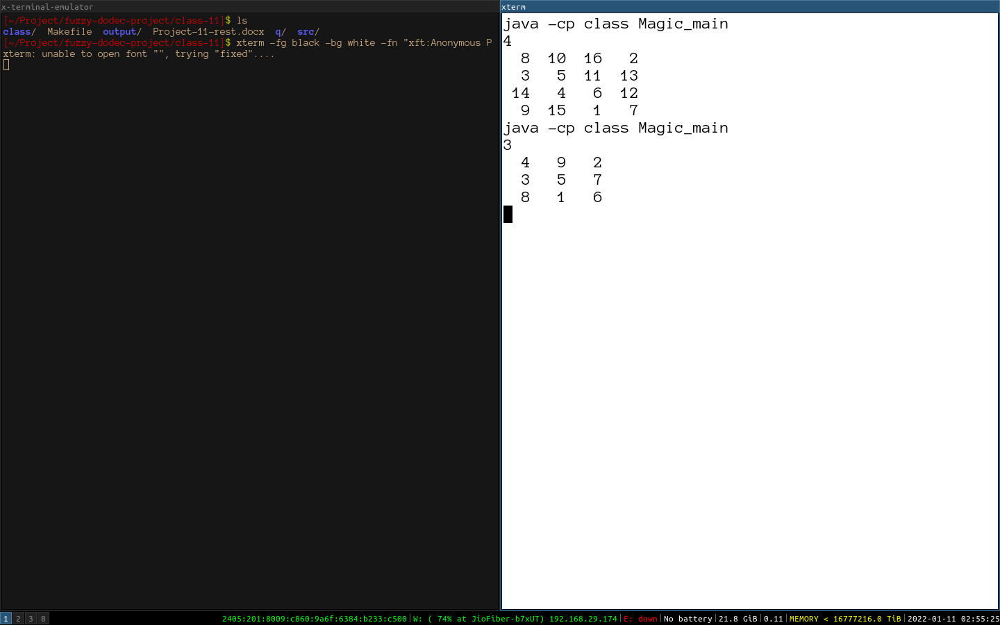 x-terminal-emulator
[~/Project/fuzzy-dodec-project/class-11]$ ls
class/  Makefile  output/  Project-11-rest.docx  q/  src/
[~/Project/fuzzy-dodec-project/class-11]$ xterm -fg black -bg white -fn "xft:Anonymous P
xterm: unable to open font "", trying "fixed"....
xterm
java -cp class Magic_main
4
  8  10  16   2
  3   5  11  13
 14   4   6  12
  9  15   1   7
java -cp class Magic_main
3
  4   9   2
  3   5   7
  8   1   6
1 2 3 8 2405:201:8009:c860:9a6f:6384:b233:c500|W: ( 74% at JioFiber-b7xUT) 192.168.29.174|E: down|No battery|21.8 GiB|0.11|MEMORY < 16777216.0 TiB|2022-01-11 02:55:25